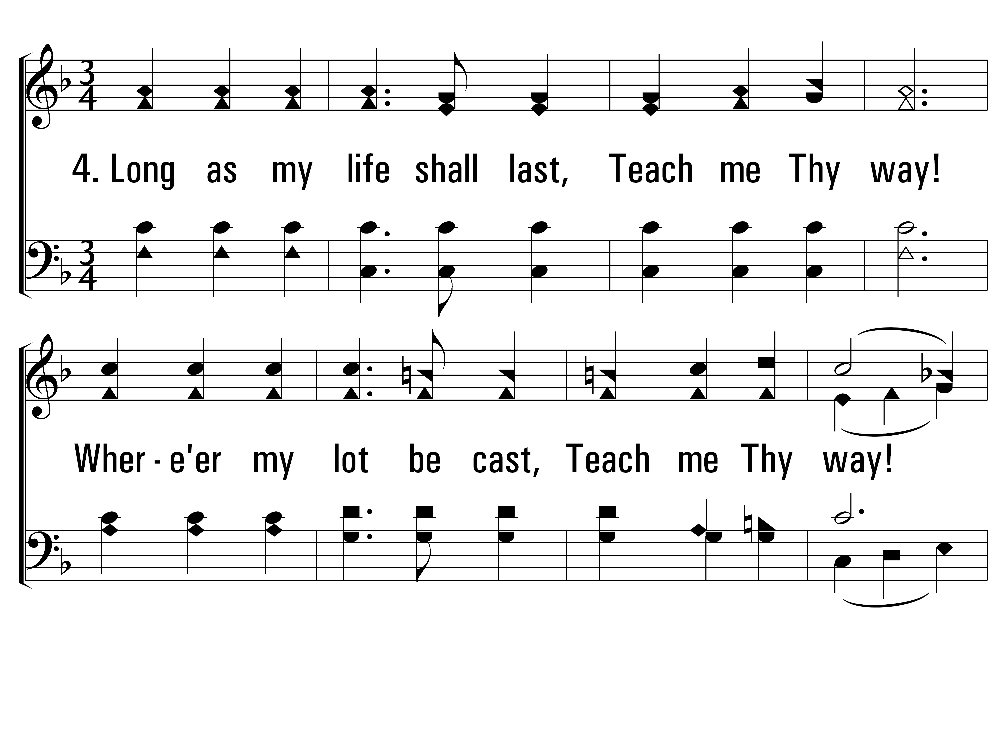 4. Long as my life shall last, Teach me Thy way!
Wher - e'er my lot be cast, Teach me Thy way!